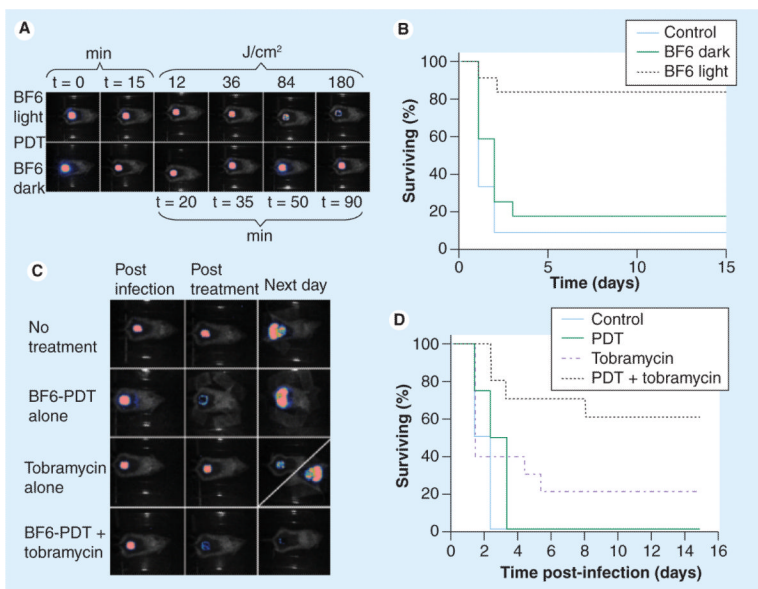 A
min
J/cm²
t = 0
t = 15
12
36
84
180
BF6
light
PDT
BF6
dark
t = 20
t = 35
t = 50
t = 90
min
B
Control
BF6 dark
BF6 light
Surviving (%)
100
80
60
40
20
0
0
5
10
15
Time (days)
C
Post
infection
Post
treatment
Next day
No
treatment
BF6-PDT
alone
Tobramycin
alone
BF6-PDT +
tobramycin
D
Control
PDT
Tobramycin
PDT + tobramycin
Surviving (%)
100
80
60
40
20
0
0
2
4
6
8
10
12
14
16
Time post-infection (days)